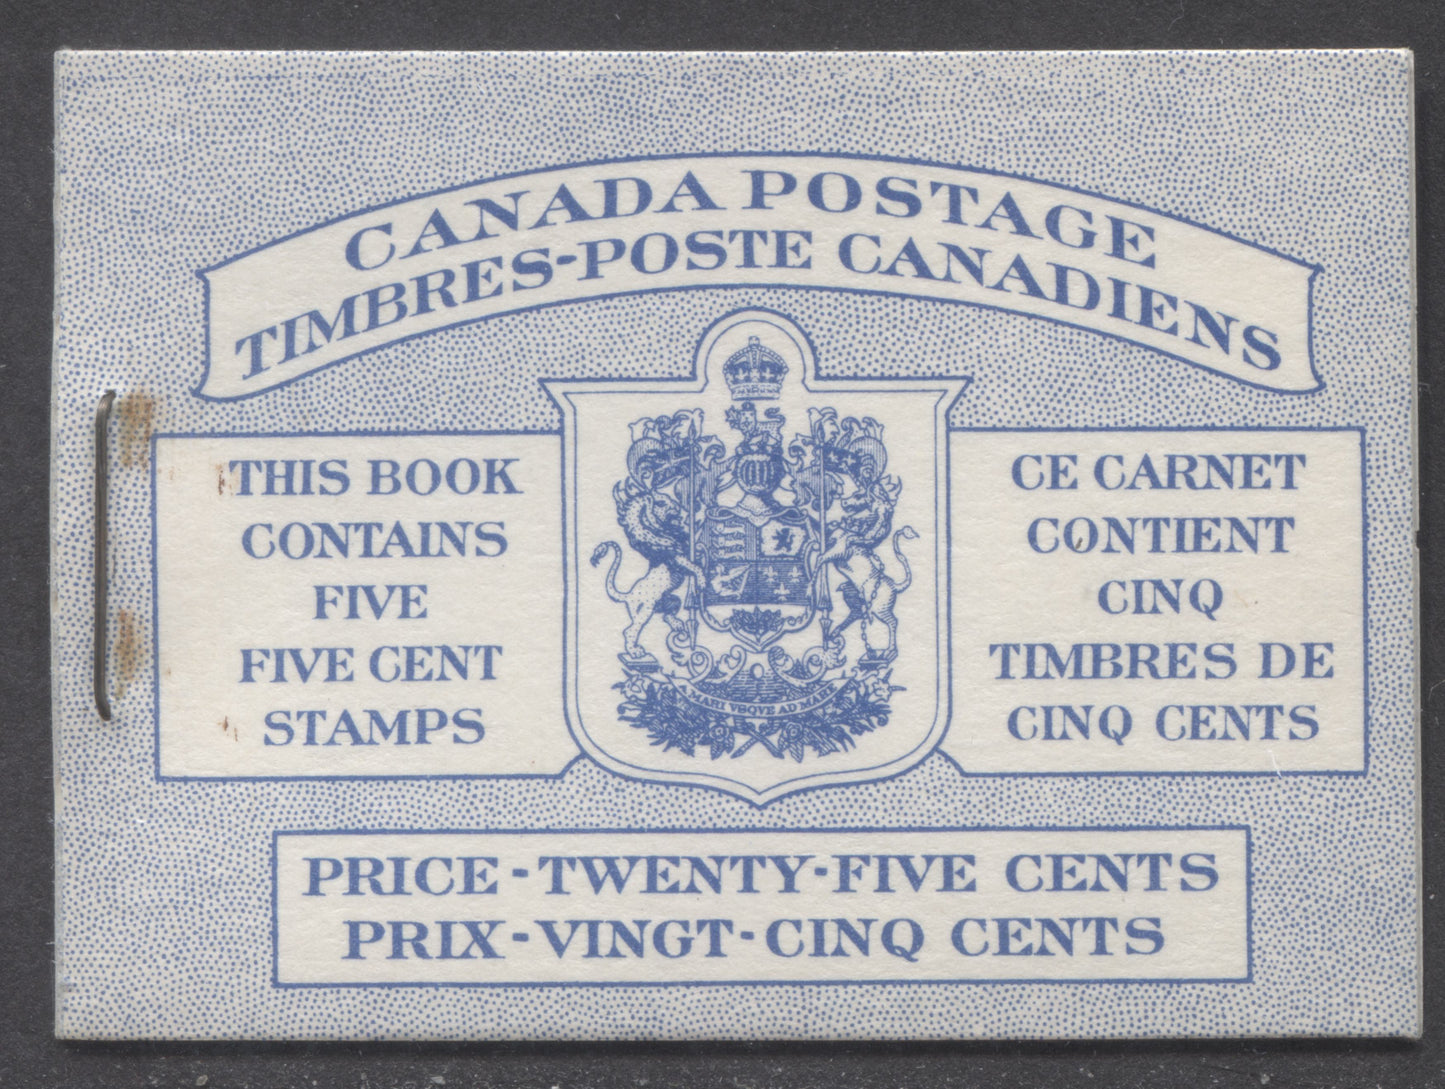 CANADA POSTAGE
TIMBRES-POSTE CANADIENS
THIS BOOK
CONTAINS
FIVE
FIVE CENT
STAMPS
A MARI VSQVE AD MARE
CE CARNET
CONTIENT
CINQ
TIMBRES DE
CINQ CENTS
PRICE - TWENTY-FIVE CENTS
PRIX - VINGT - CINQ CENTS